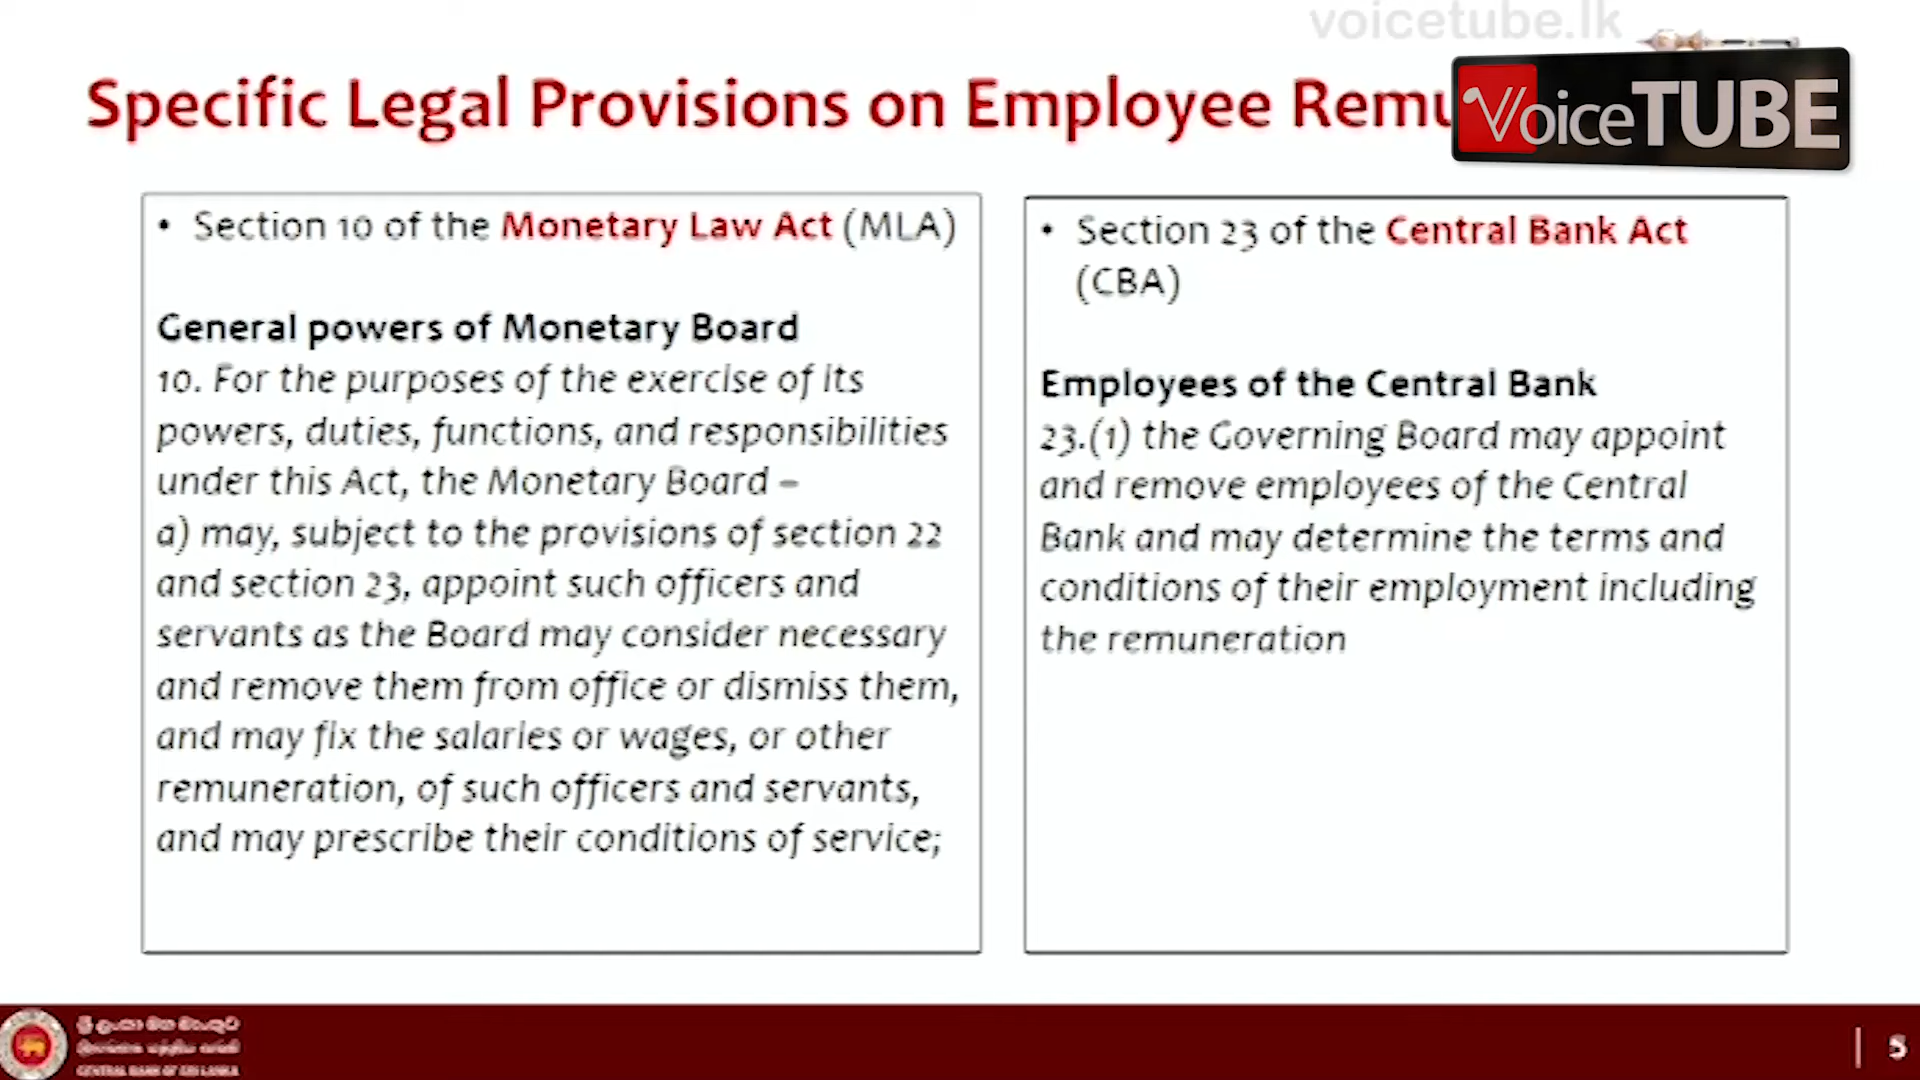 voicetube.lk
Specific Legal Provisions on Employee Remu
VoiceTUBE
• Section 10 of the Monetary Law Act (MLA)
General powers of Monetary Board
10. For the purposes of the exercise of its
powers, duties, functions, and responsibilities
under this Act, the Monetary Board –
a) may, subject to the provisions of section 22
and section 23, appoint such officers and
servants as the Board may consider necessary
and remove them from office or dismiss them,
and may fix the salaries or wages, or other
remuneration, of such officers and servants,
and may prescribe their conditions of service;
• Section 23 of the Central Bank Act
(CBA)
Employees of the Central Bank
23.(1) the Governing Board may appoint
and remove employees of the Central
Bank and may determine the terms and
conditions of their employment including
the remuneration
ශ්‍රී ලංකා මහ බැංකුව
CENTRAL BANK OF SRI LANKA
5